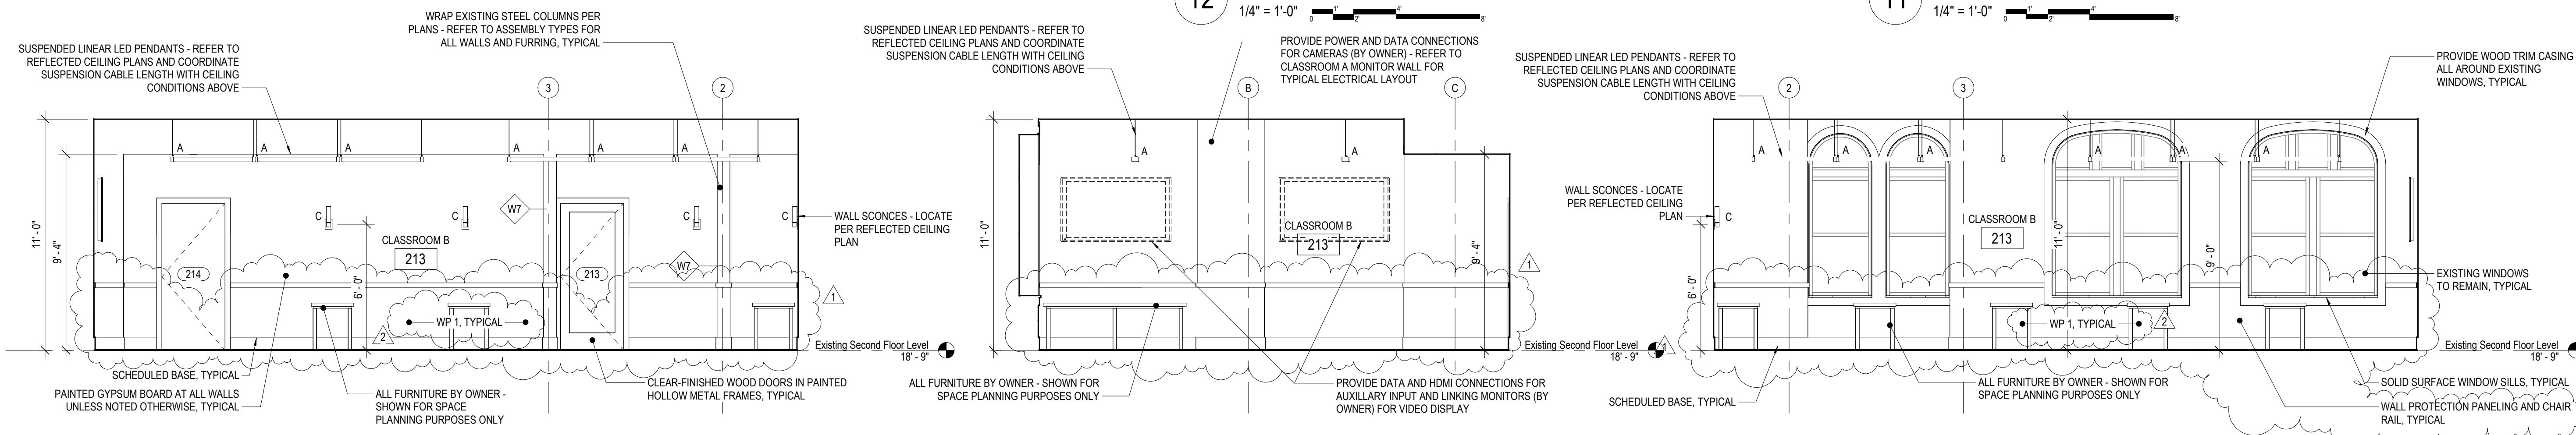 12
1/4" = 1'-0"
0
1'
2'
4'
8'
11
1/4" = 1'-0"
0
1'
2'
4'
8'
SUSPENDED LINEAR LED PENDANTS - REFER TO
REFLECTED CEILING PLANS AND COORDINATE
SUSPENSION CABLE LENGTH WITH CEILING
CONDITIONS ABOVE
WRAP EXISTING STEEL COLUMNS PER
PLANS - REFER TO ASSEMBLY TYPES FOR
ALL WALLS AND FURRING, TYPICAL
3
2
A
A
A
A
A
A
11' - 0"
9' - 4"
C
C
C
C
W7
W7
WALL SCONCES - LOCATE
PER REFLECTED CEILING
PLAN
CLASSROOM B
213
214
213
6' - 0"
1
WP 1, TYPICAL
2
Existing Second Floor Level
18' - 9"
SCHEDULED BASE, TYPICAL
PAINTED GYPSUM BOARD AT ALL WALLS
UNLESS NOTED OTHERWISE, TYPICAL
ALL FURNITURE BY OWNER -
SHOWN FOR SPACE
PLANNING PURPOSES ONLY
CLEAR-FINISHED WOOD DOORS IN PAINTED
HOLLOW METAL FRAMES, TYPICAL
SUSPENDED LINEAR LED PENDANTS - REFER TO
REFLECTED CEILING PLANS AND COORDINATE
SUSPENSION CABLE LENGTH WITH CEILING
CONDITIONS ABOVE
PROVIDE POWER AND DATA CONNECTIONS
FOR CAMERAS (BY OWNER) - REFER TO
CLASSROOM A MONITOR WALL FOR
TYPICAL ELECTRICAL LAYOUT
B
C
A
A
11' - 0"
CLASSROOM B
213
9' - 4"
1
Existing Second Floor Level
18' - 9"
1
ALL FURNITURE BY OWNER - SHOWN FOR
SPACE PLANNING PURPOSES ONLY
PROVIDE DATA AND HDMI CONNECTIONS FOR
AUXILLARY INPUT AND LINKING MONITORS (BY
OWNER) FOR VIDEO DISPLAY
SUSPENDED LINEAR LED PENDANTS - REFER TO
REFLECTED CEILING PLANS AND COORDINATE
SUSPENSION CABLE LENGTH WITH CEILING
CONDITIONS ABOVE
2
3
PROVIDE WOOD TRIM CASING
ALL AROUND EXISTING
WINDOWS, TYPICAL
A
A
A
A
A
A
WALL SCONCES - LOCATE
PER REFLECTED CEILING
PLAN
C
CLASSROOM B
213
11' - 0"
9' - 0"
6' - 0"
EXISTING WINDOWS
TO REMAIN, TYPICAL
WP 1, TYPICAL
2
Existing Second Floor Level
18' - 9"
SCHEDULED BASE, TYPICAL
ALL FURNITURE BY OWNER - SHOWN FOR
SPACE PLANNING PURPOSES ONLY
SOLID SURFACE WINDOW SILLS, TYPICAL
WALL PROTECTION PANELING AND CHAIR
RAIL, TYPICAL